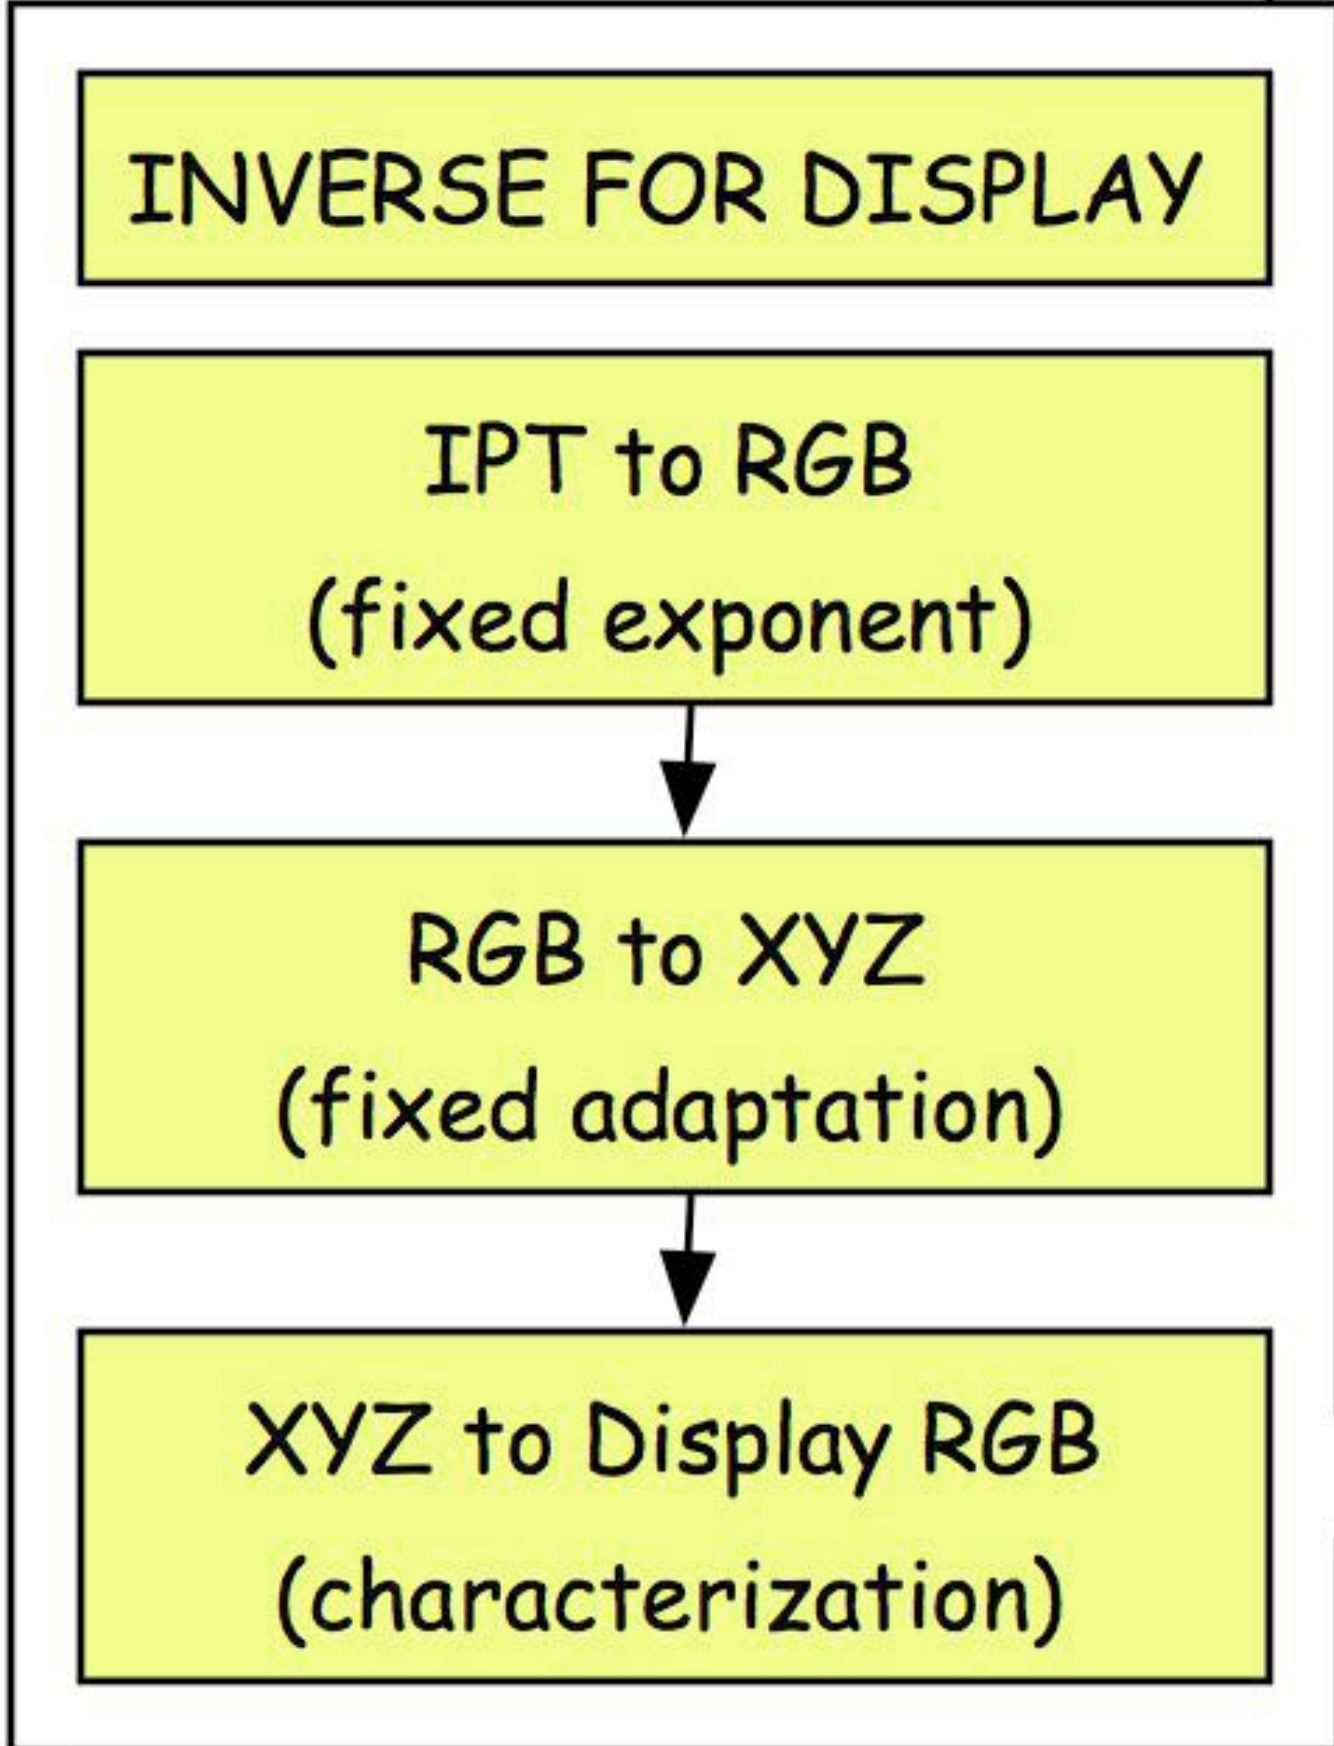 INVERSE FOR DISPLAY
IPT to RGB
(fixed exponent)
RGB to XYZ
(fixed adaptation)
XYZ to Display RGB
(characterization)